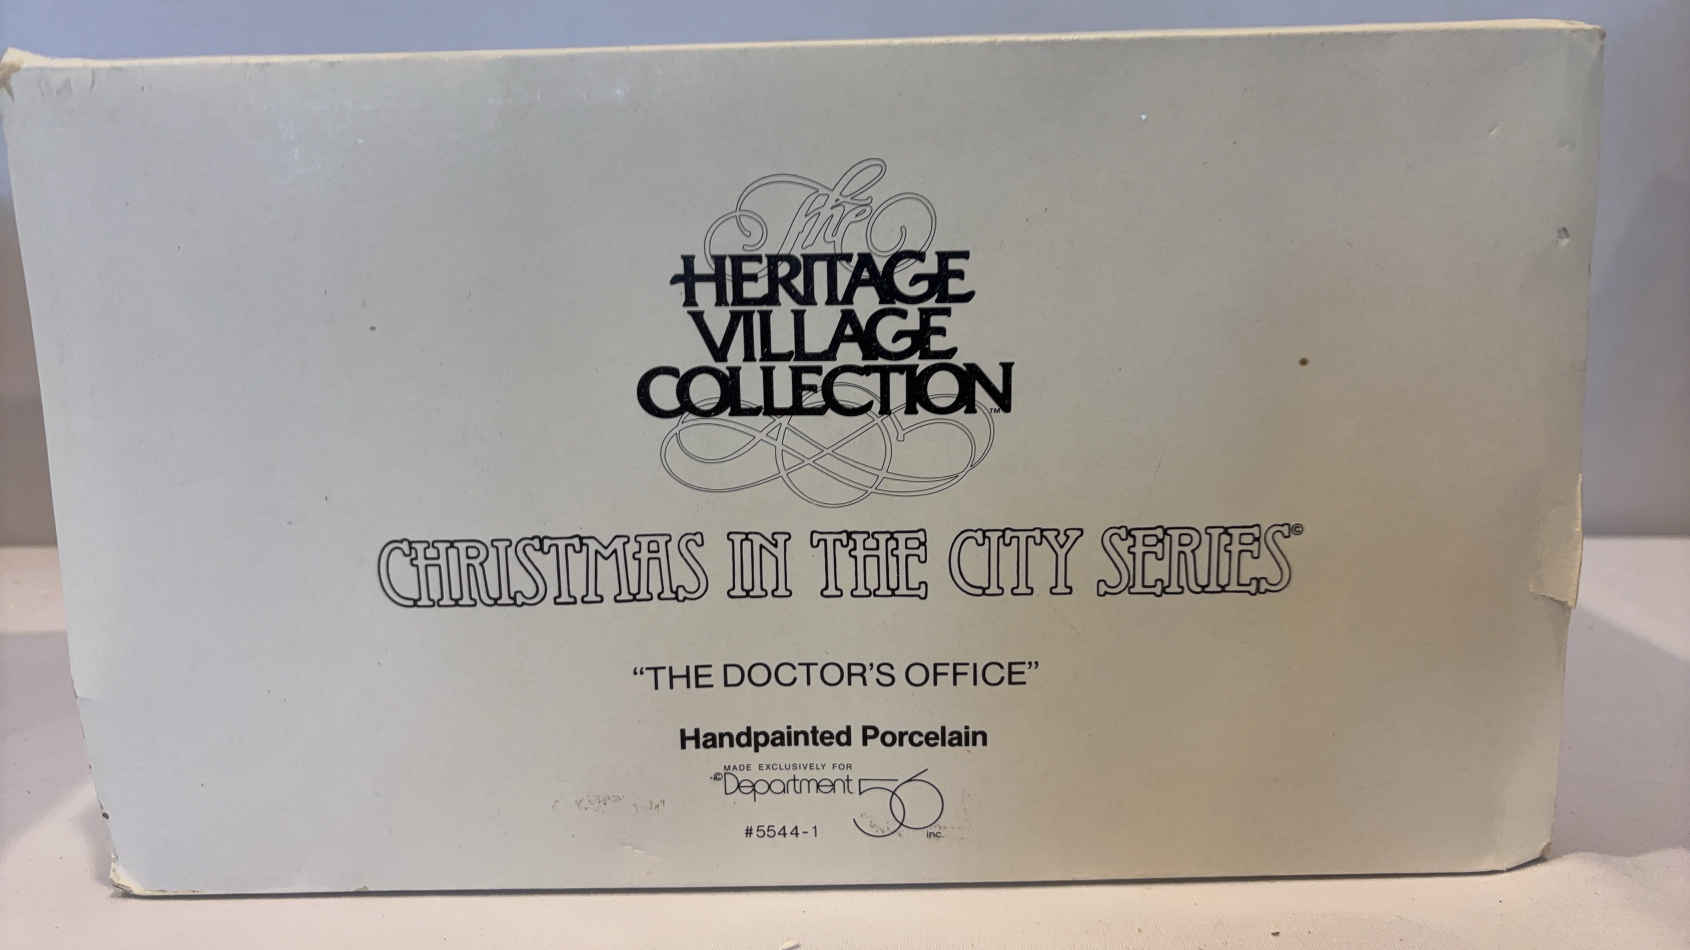 The
HERITAGE
VILLAGE
COLLECTION™
CHRISTMAS IN THE CITY SERIES©
“THE DOCTOR’S OFFICE”
Handpainted Porcelain
MADE EXCLUSIVELY FOR
©Department 56
inc.
#5544-1